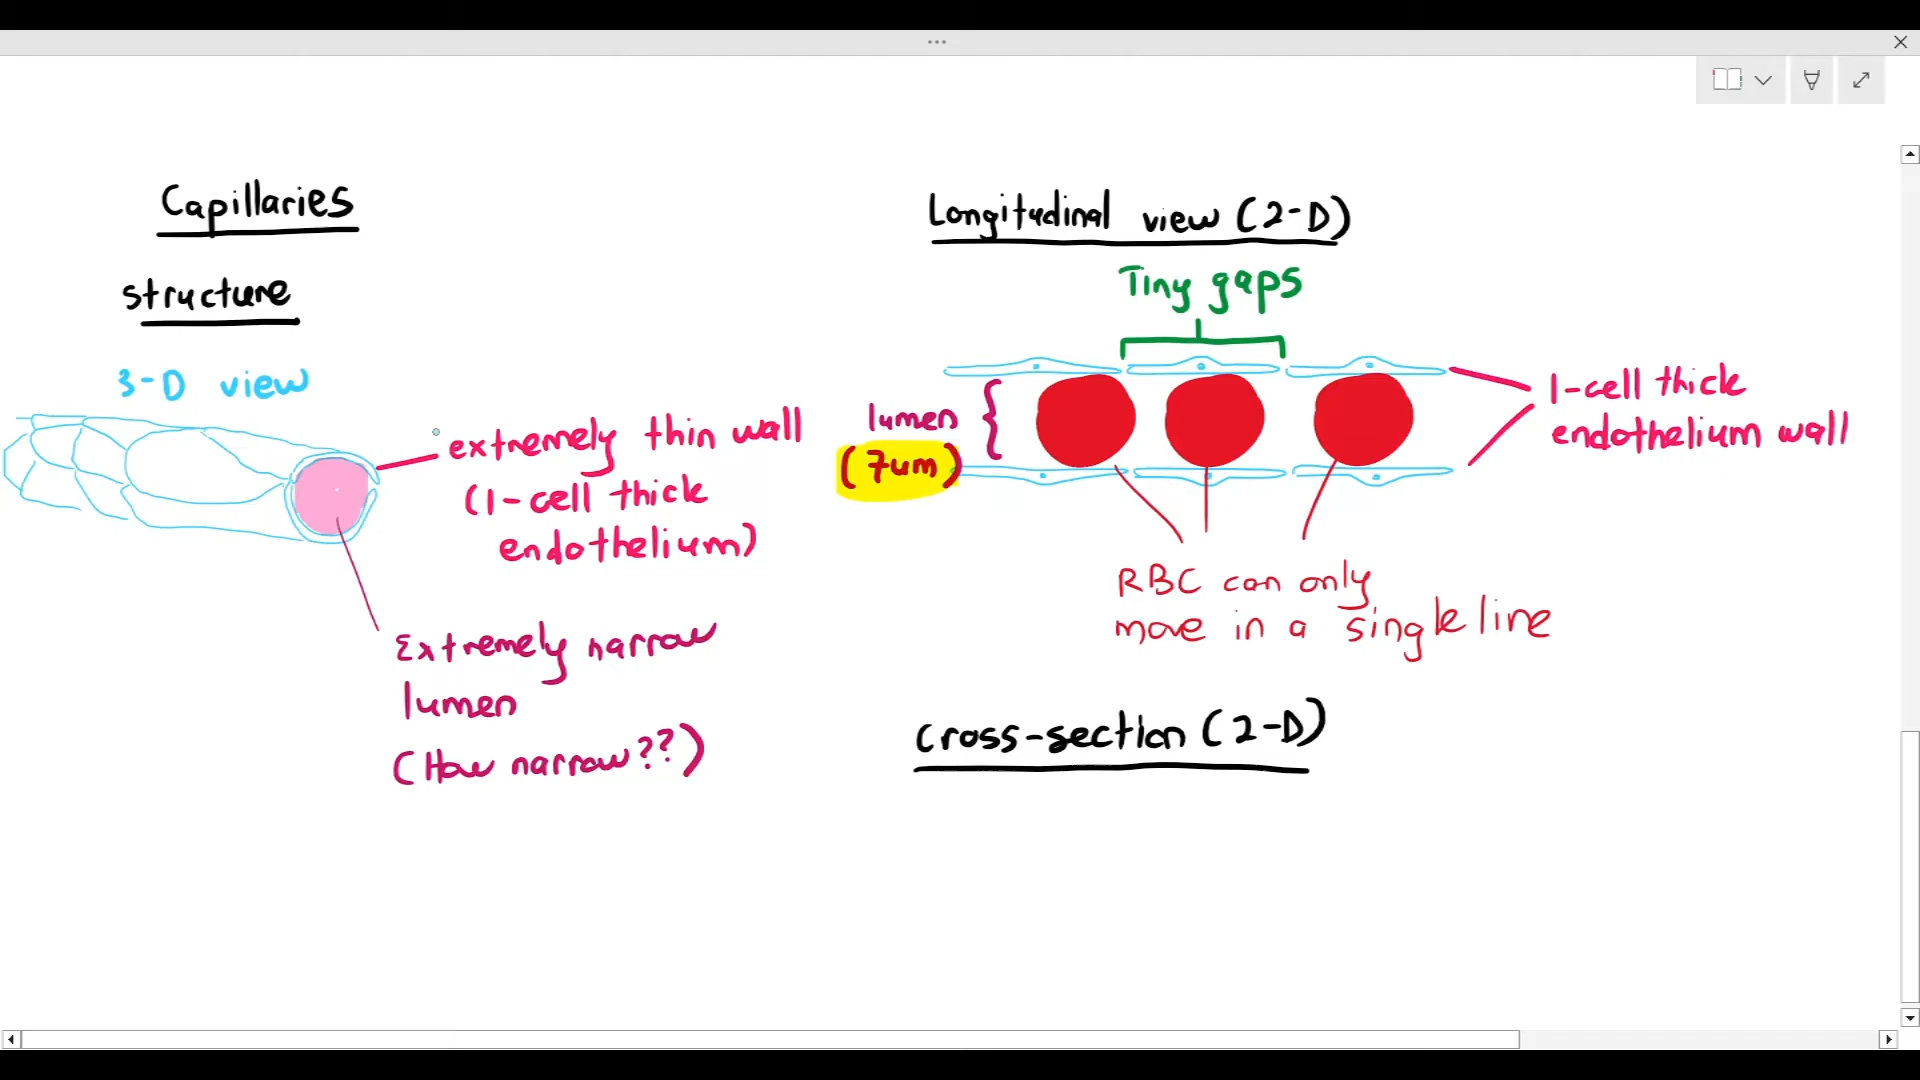 Capillaries
structure
3-D view
extremely thin wall
(1-cell thick
endothelium)
Extremely narrow
lumen
(How narrow??)
Longitudinal view (2-D)
Tiny gaps
lumen
(7um)
1-cell thick
endothelium wall
RBC can only
move in a single line
cross-section (2-D)